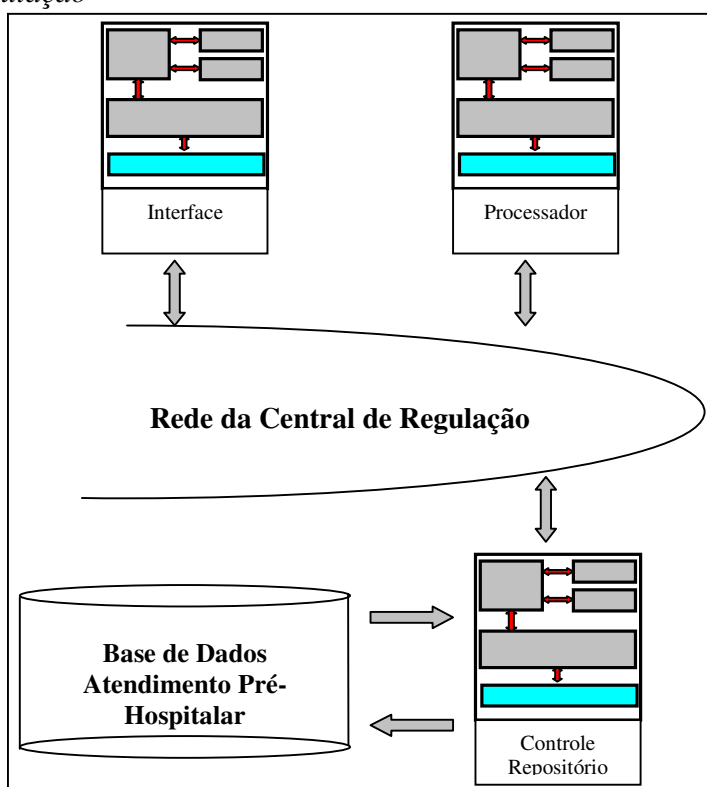 Interface
Processador
Rede da Central de Regulação
Base de Dados
Atendimento Pré-
Hospitalar
Controle
Repositório